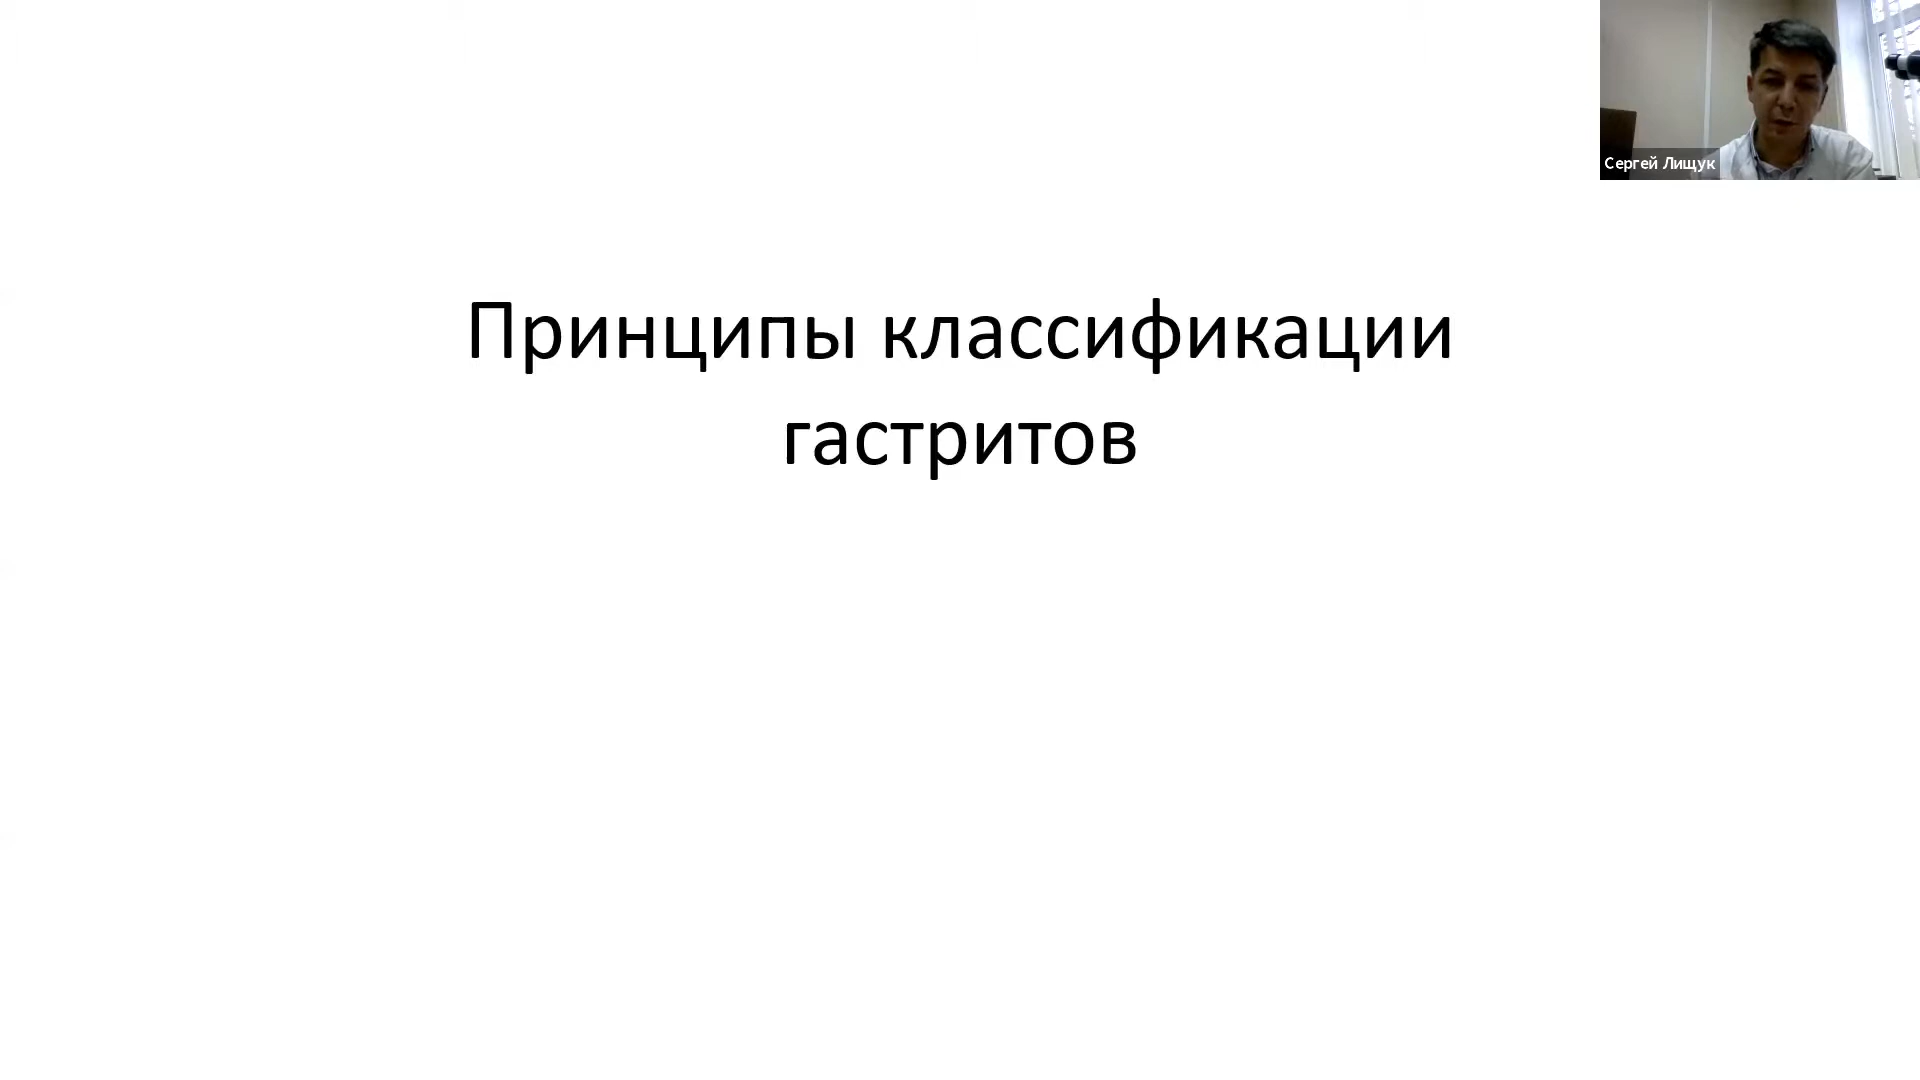 Сергей Лищук
Принципы классификации
гастритов